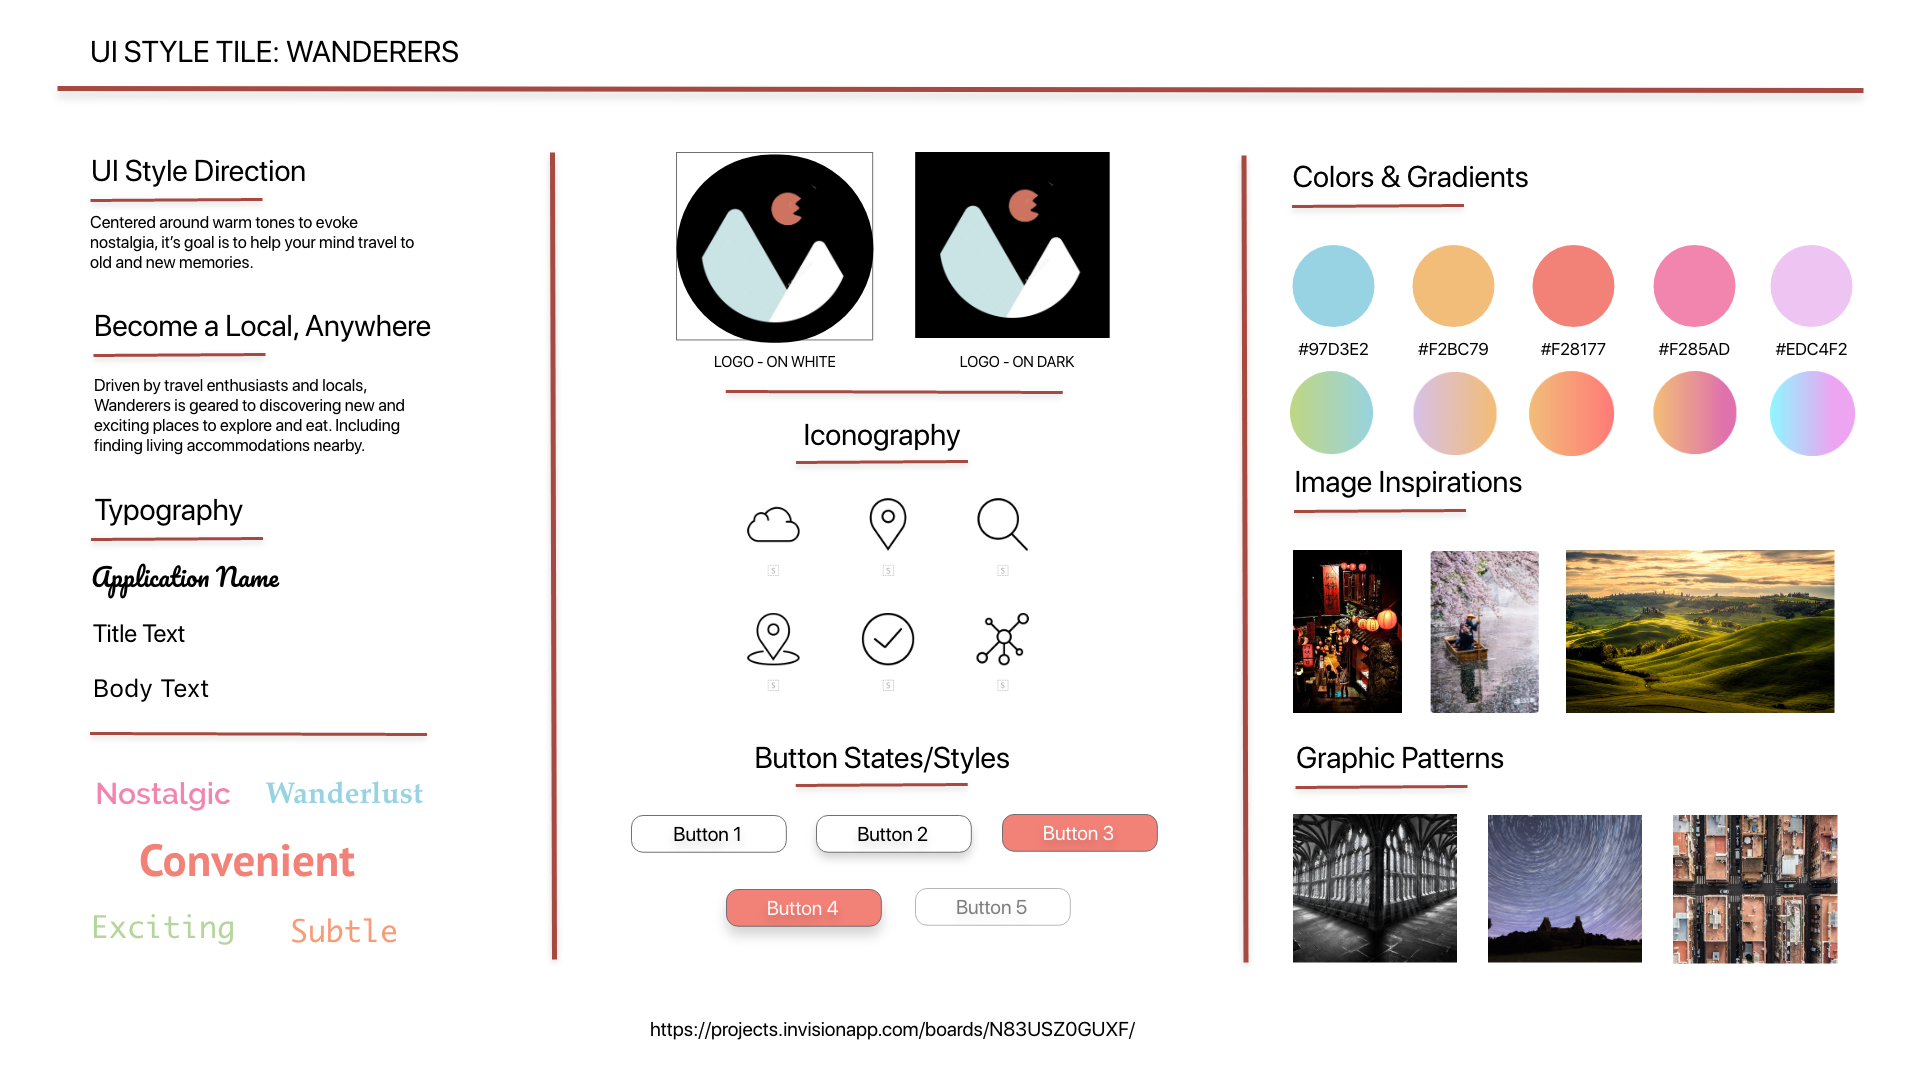 UI STYLE TILE: WANDERERS
UI Style Direction
Centered around warm tones to evoke
nostalgia, it’s goal is to help your mind travel to
old and new memories.
Become a Local, Anywhere
Driven by travel enthusiasts and locals,
Wanderers is geared to discovering new and
exciting places to explore and eat. Including
finding living accommodations nearby.
Typography
Application Name
Title Text
Body Text
Nostalgic Wanderlust
Convenient
Exciting Subtle
LOGO - ON WHITE LOGO - ON DARK
Iconography
Button States/Styles
Button 1 Button 2 Button 3
Button 4 Button 5
Colors & Gradients
#97D3E2 #F2BC79 #F28177 #F285AD #EDC4F2
Image Inspirations
Graphic Patterns
https://projects.invisionapp.com/boards/N83USZ0GUXF/